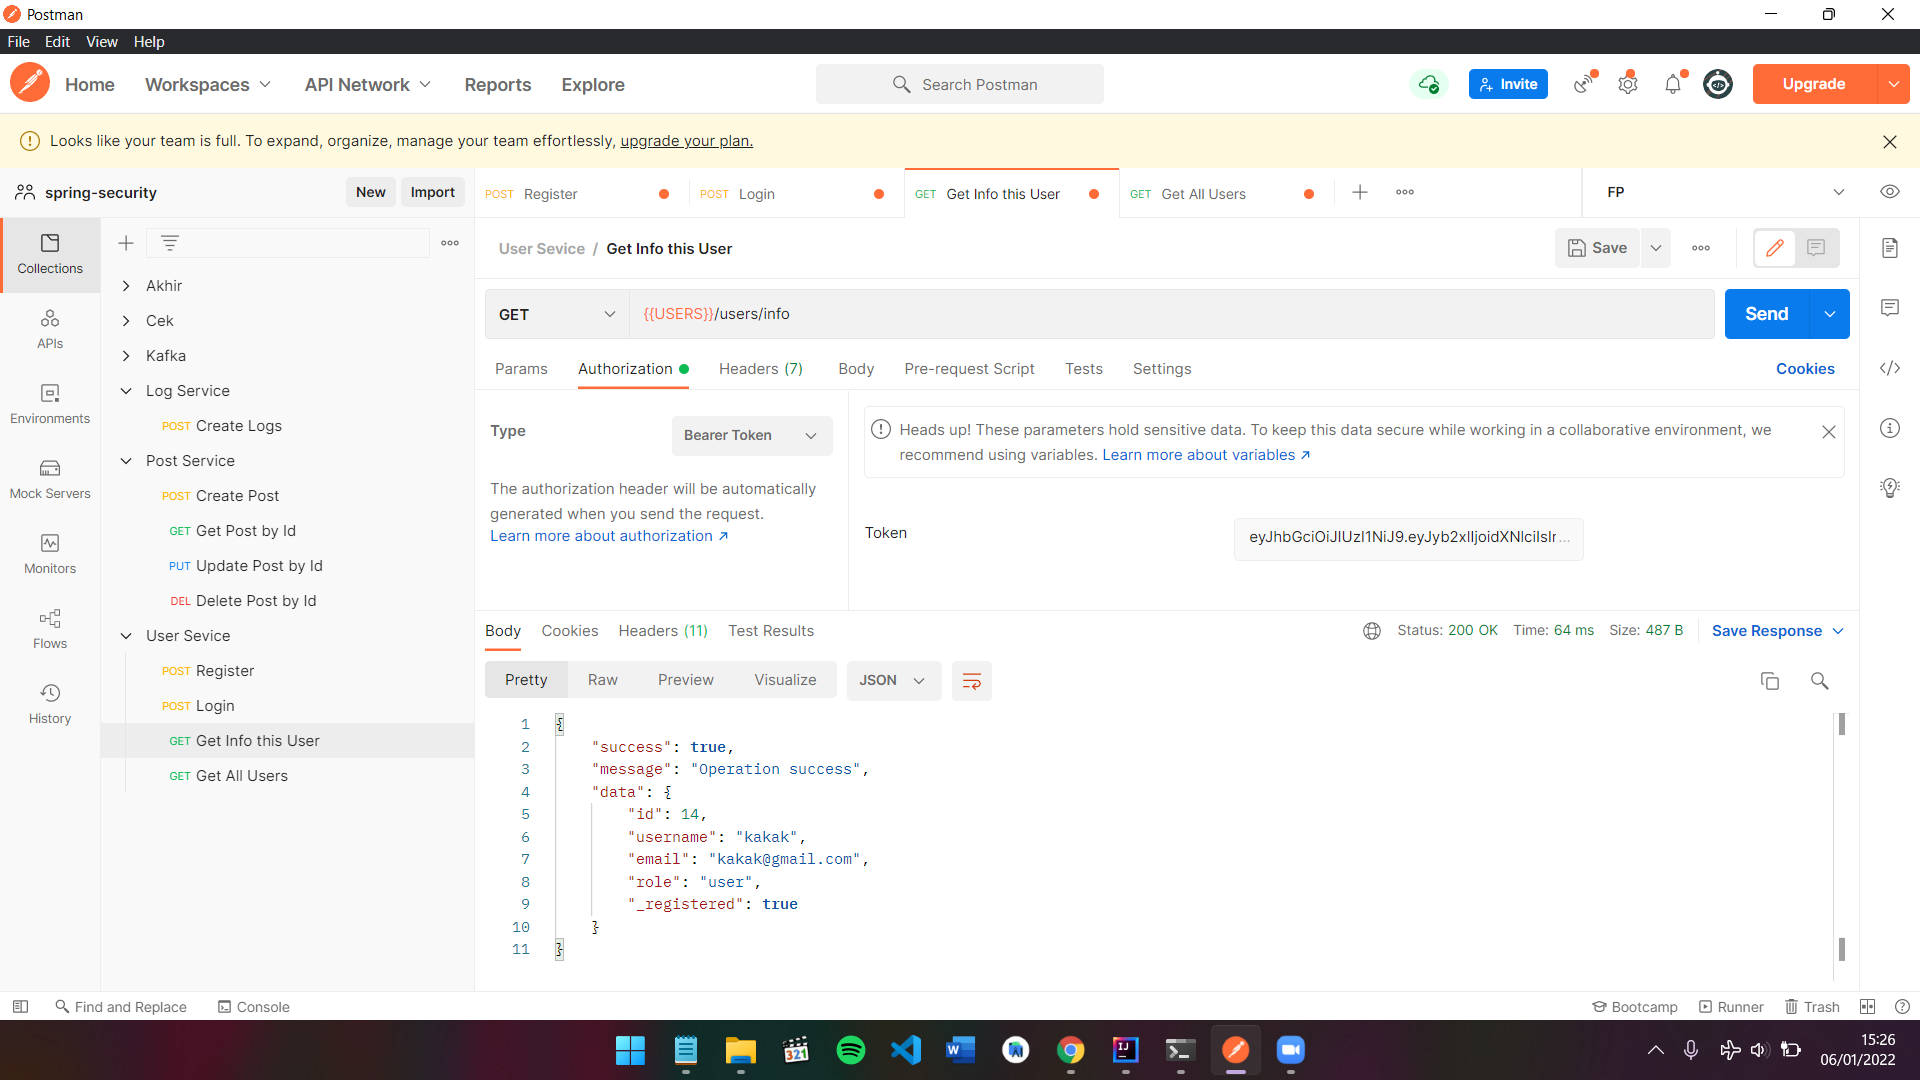 Postman
File Edit View Help
Home Workspaces API Network Reports Explore Search Postman Invite Upgrade
Looks like your team is full. To expand, organize, manage your team effortlessly, upgrade your plan.
spring-security New Import
POST Register POST Login GET Get Info this User GET Get All Users FP
Collections
APIs
Environments
Mock Servers
Monitors
Flows
History
Akhir
Cek
Kafka
Log Service
POST Create Logs
Post Service
POST Create Post
GET Get Post by Id
PUT Update Post by Id
DEL Delete Post by Id
User Sevice
POST Register
POST Login
GET Get Info this User
GET Get All Users
User Sevice / Get Info this User Save
GET {{USERS}}/users/info Send
Params Authorization Headers (7) Body Pre-request Script Tests Settings Cookies
Type Bearer Token
The authorization header will be automatically
generated when you send the request.
Learn more about authorization ↗
Heads up! These parameters hold sensitive data. To keep this data secure while working in a collaborative environment, we
recommend using variables. Learn more about variables ↗
Token
Body Cookies Headers (11) Test Results Status: 200 OK Time: 64 ms Size: 487 B Save Response
Pretty Raw Preview Visualize JSON
1 {
2 "success": true,
3 "message": "Operation success",
4 "data": {
5 "id": 14,
6 "username": "kakak",
7 "email": "kakak@gmail.com",
8 "role": "user",
9 "_registered": true
10 }
11 }
Find and Replace Console Bootcamp Runner Trash
15:26
06/01/2022